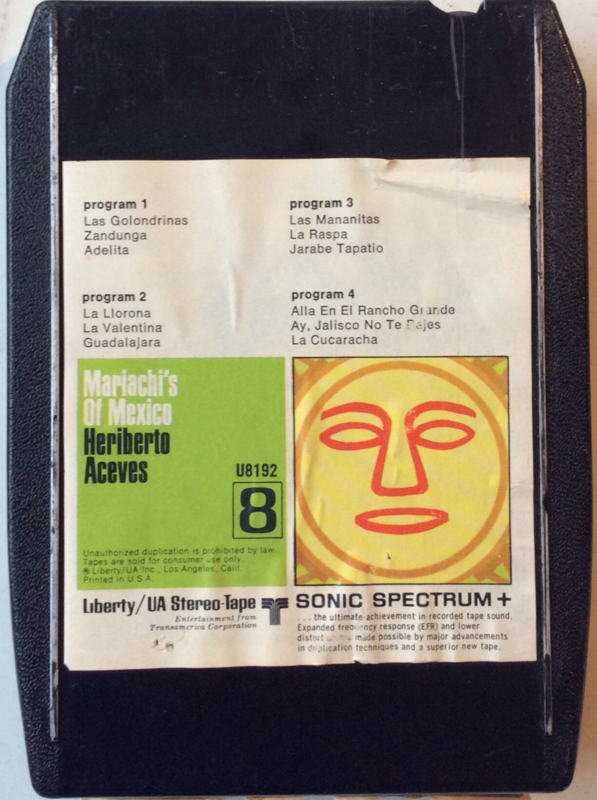 program 1
Las Golondrinas
Zandunga
Adelita
program 2
La Llorona
La Valentina
Guadalajara
program 3
Las Mananitas
La Raspa
Jarabe Tapatio
program 4
Alla En El Rancho Grande
Ay, Jalisco No Te
La Cucaracha
Mariachi's
Of Mexico
Heriberto
Aceves
U8192
8
Unauthorized duplication is prohibited by law.
Tapes are sold for consumer use only.
℗ Liberty/UA Inc., Los Angeles, Calif.
Printed in U.S.A.
Liberty/UA Stereo-Tape
Entertainment from
Transamerica Corporation
SONIC SPECTRUM+
... the ultimate achievement in recorded tape sound.
Expanded frequency response (EFR) and lower
made possible by major advancements
in duplication techniques and a superior new tape.